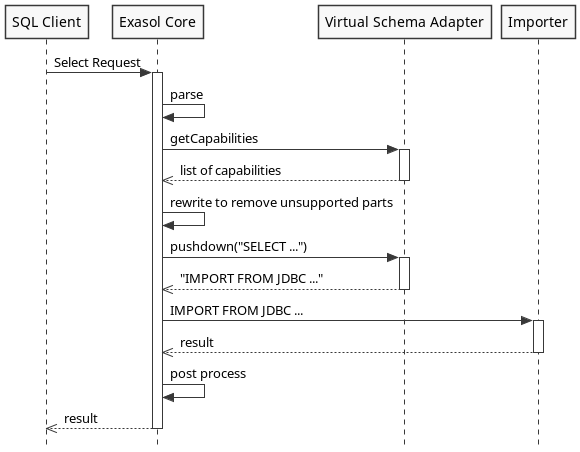 SQL Client
Exasol Core
Virtual Schema Adapter
Importer
Select Request
parse
getCapabilities
list of capabilities
rewrite to remove unsupported parts
pushdown("SELECT ...")
"IMPORT FROM JDBC ..."
IMPORT FROM JDBC ...
result
post process
result